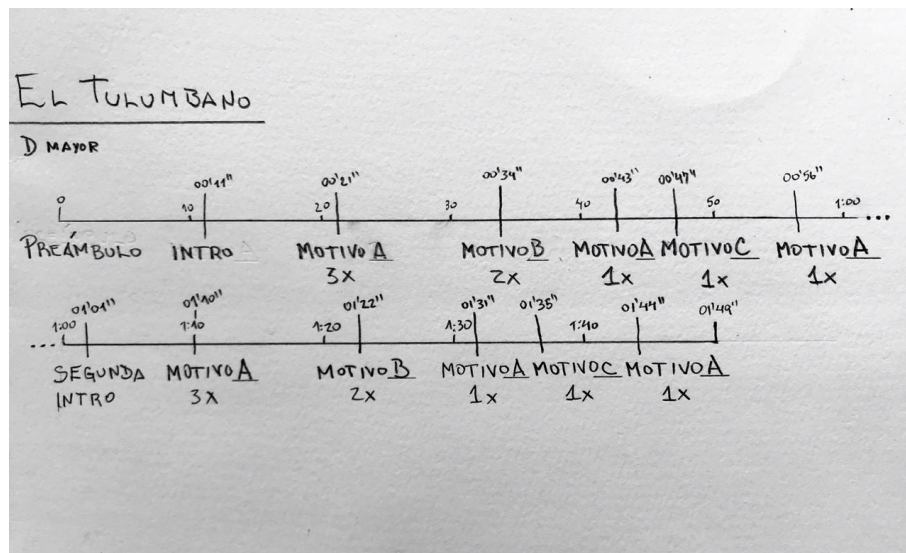 EL TULUMBANO
D MAYOR
00'11" 00'21" 00'34" 00'43" 00'47" 00'56"
0 10 20 30 40 50 1:00 ...
PREÁMBULO INTRO MOTIVO A MOTIVO B MOTIVO A MOTIVO C MOTIVO A
3x 2x 1x 1x 1x
01'01" 01'10" 01'22" 01'31" 01'35" 01'44" 01'49"
.... 1:00 1:10 1:20 1:30 1:40
SEGUNDA MOTIVO A MOTIVO B MOTIVO A MOTIVO C MOTIVO A
INTRO 3x 2x 1x 1x 1x